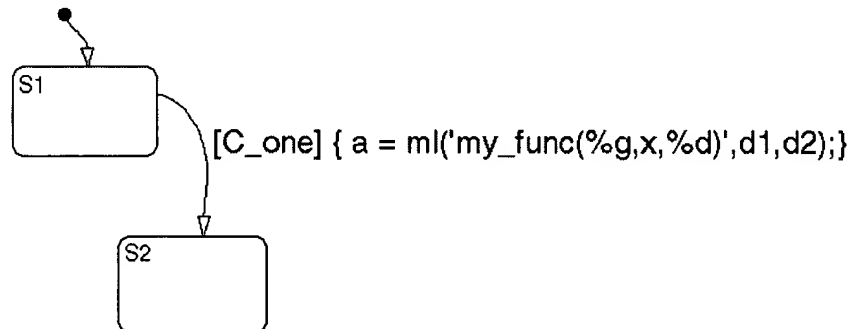 S1
[C_one] { a = ml('my_func(%g,x,%d)',d1,d2);}
S2